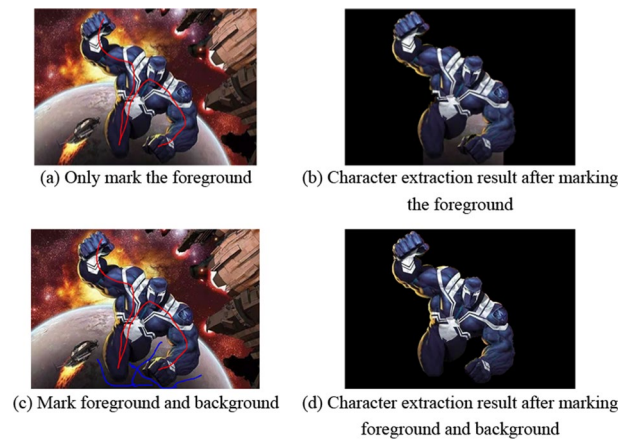 (a) Only mark the foreground
(b) Character extraction result after marking
the foreground
(c) Mark foreground and background
(d) Character extraction result after marking
foreground and background